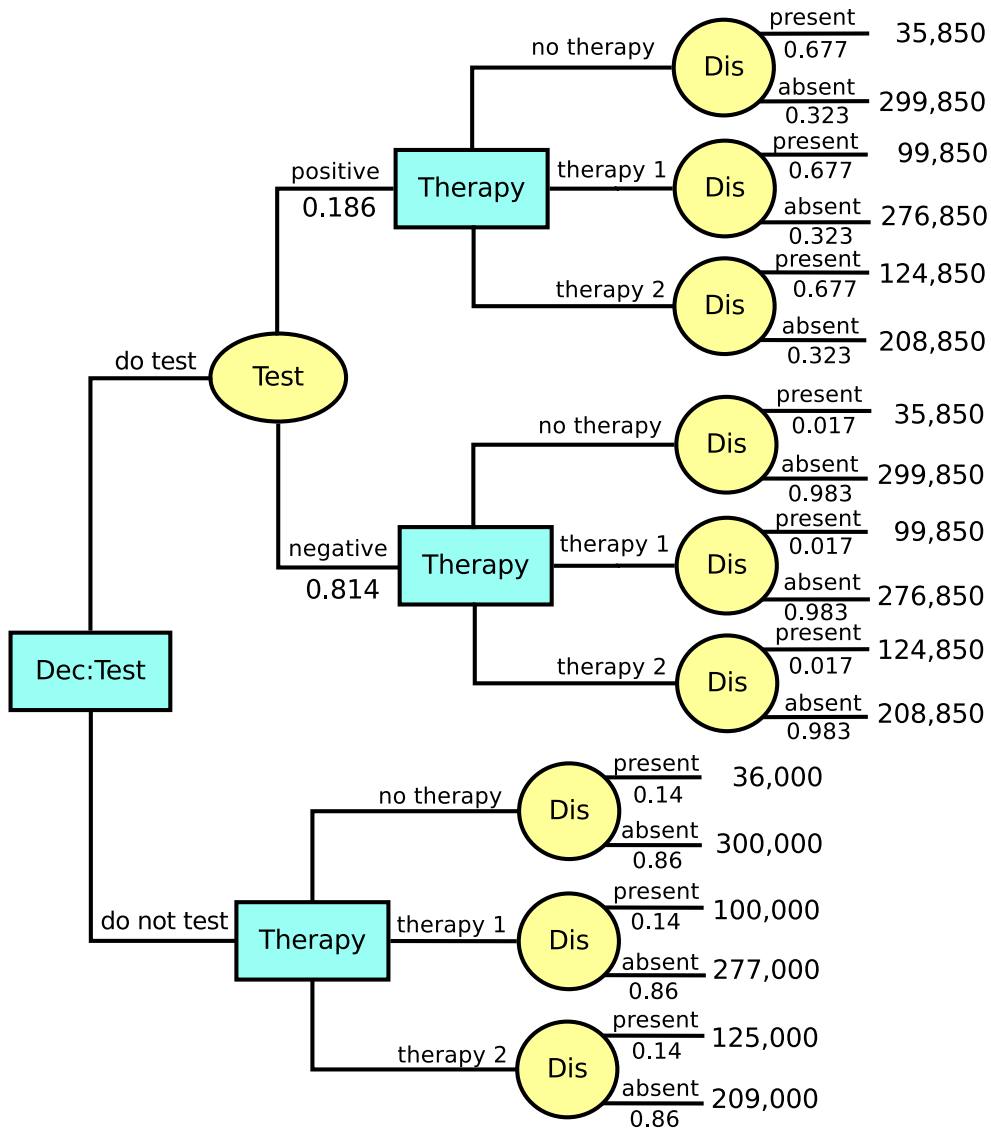 present
35,850
no therapy
Dis
0.677
absent
299,850
0.323
present
99,850
positive
Therapy
therapy 1
Dis
0.677
0.186
absent
276,850
0.323
present
124,850
therapy 2
Dis
0.677
absent
208,850
0.323
do test
Test
present
35,850
no therapy
Dis
0.017
absent
299,850
0.983
present
99,850
negative
Therapy
therapy 1
Dis
0.017
0.814
absent
276,850
0.983
present
124,850
therapy 2
Dis
0.017
absent
208,850
0.983
Dec:Test
present
36,000
no therapy
Dis
0.14
absent
300,000
0.86
present
100,000
do not test
Therapy
therapy 1
Dis
0.14
absent
277,000
0.86
present
125,000
therapy 2
Dis
0.14
absent
209,000
0.86